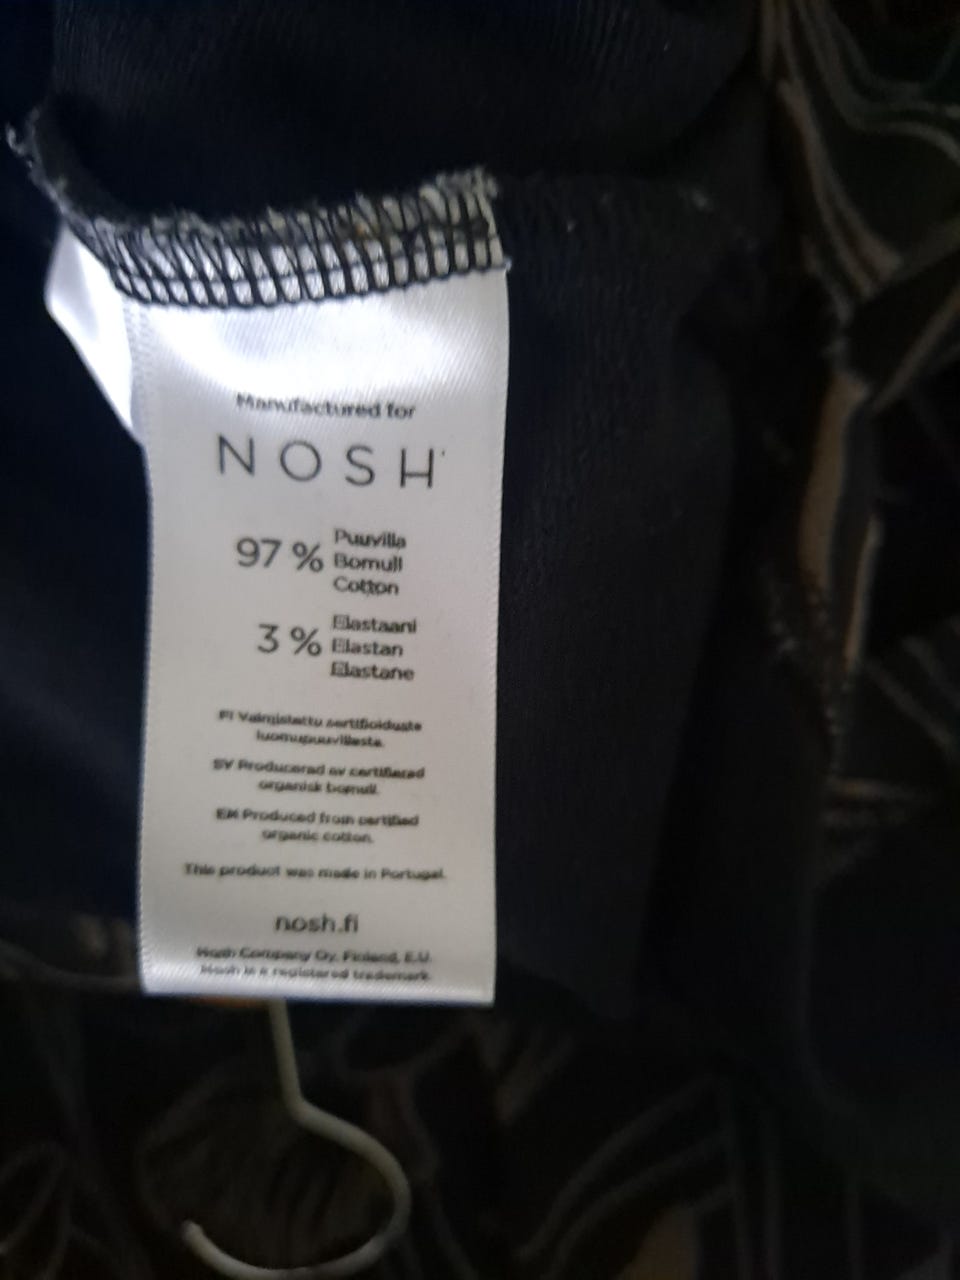 Manufactured for
NOSH
97 % Puuvilla
Bomull
Cotton
3 % Elastaani
Elastan
Elastane
FI Valmistettu sertifioidusta
luomupuuvillasta.
SV Producerad av certifierad
organisk bomull.
EN Produced from certified
organic cotton.
This product was made in Portugal.
nosh.fi
Nosh Company Oy, Finland, E.U.
Nosh is a registered trademark.